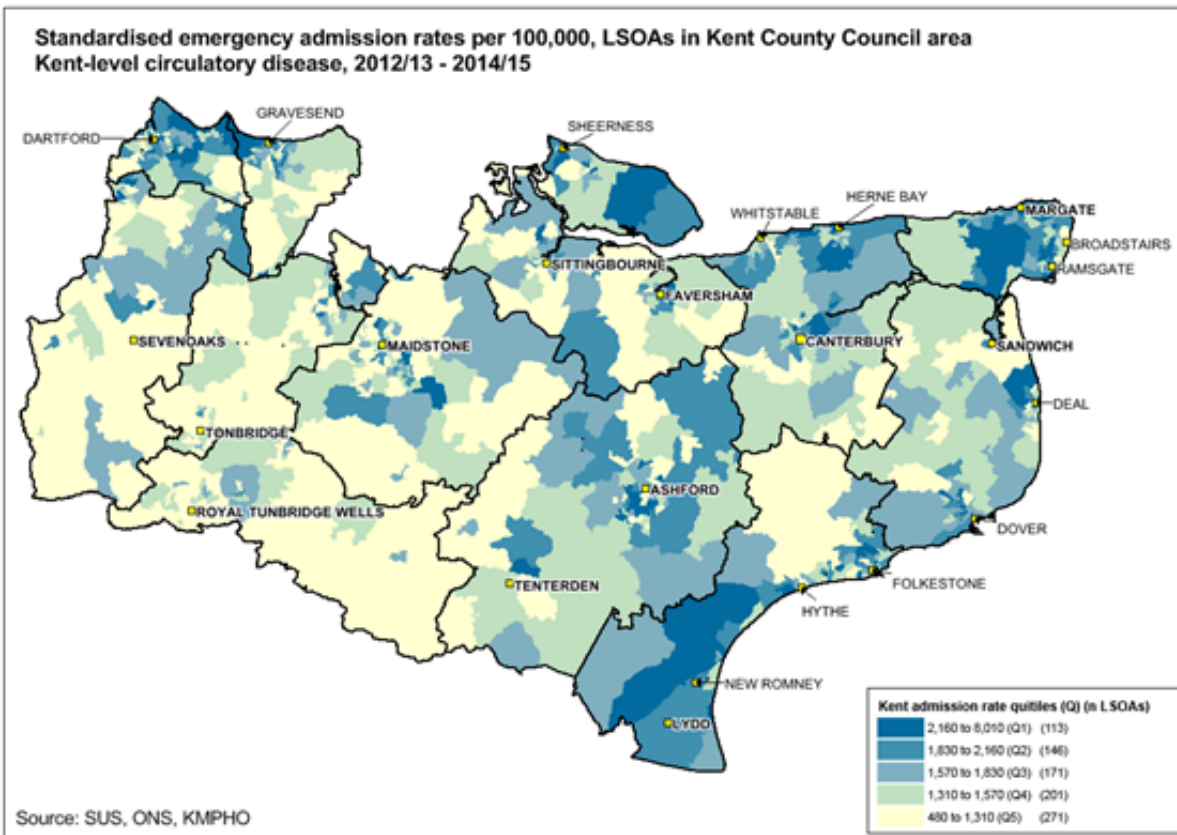 Standardised emergency admission rates per 100,000, LSOAs in Kent County Council area
Kent-level circulatory disease, 2012/13 - 2014/15
GRAVESEND
DARTFORD
SHEERNESS
HERNE BAY
WHITSTABLE
MARGATE
BROADSTAIRS
RAMSGATE
SITTINGBOURNE
FAVERSHAM
SEVENOAKS
MAIDSTONE
CANTERBURY
SANDWICH
DEAL
TONBRIDGE
ASHFORD
ROYAL TUNBRIDGE WELLS
DOVER
TENTERDEN
FOLKESTONE
HYTHE
NEW ROMNEY
LYDD
Kent admission rate quitiles (Q) (n LSOAs)
2,160 to 8,010 (Q1) (113)
1,830 to 2,160 (Q2) (146)
1,570 to 1,830 (Q3) (171)
1,310 to 1,570 (Q4) (201)
480 to 1,310 (Q5) (271)
Source: SUS, ONS, KMPHO